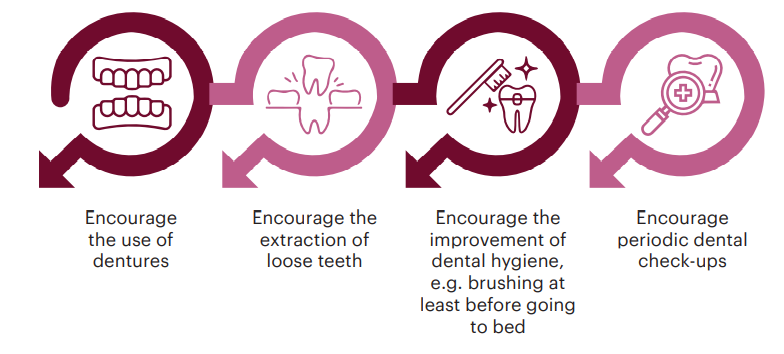 Encourage
the use of
dentures
Encourage the
extraction of
loose teeth
Encourage the
improvement of
dental hygiene,
e.g. brushing at
least before going
to bed
Encourage
periodic dental
check-ups